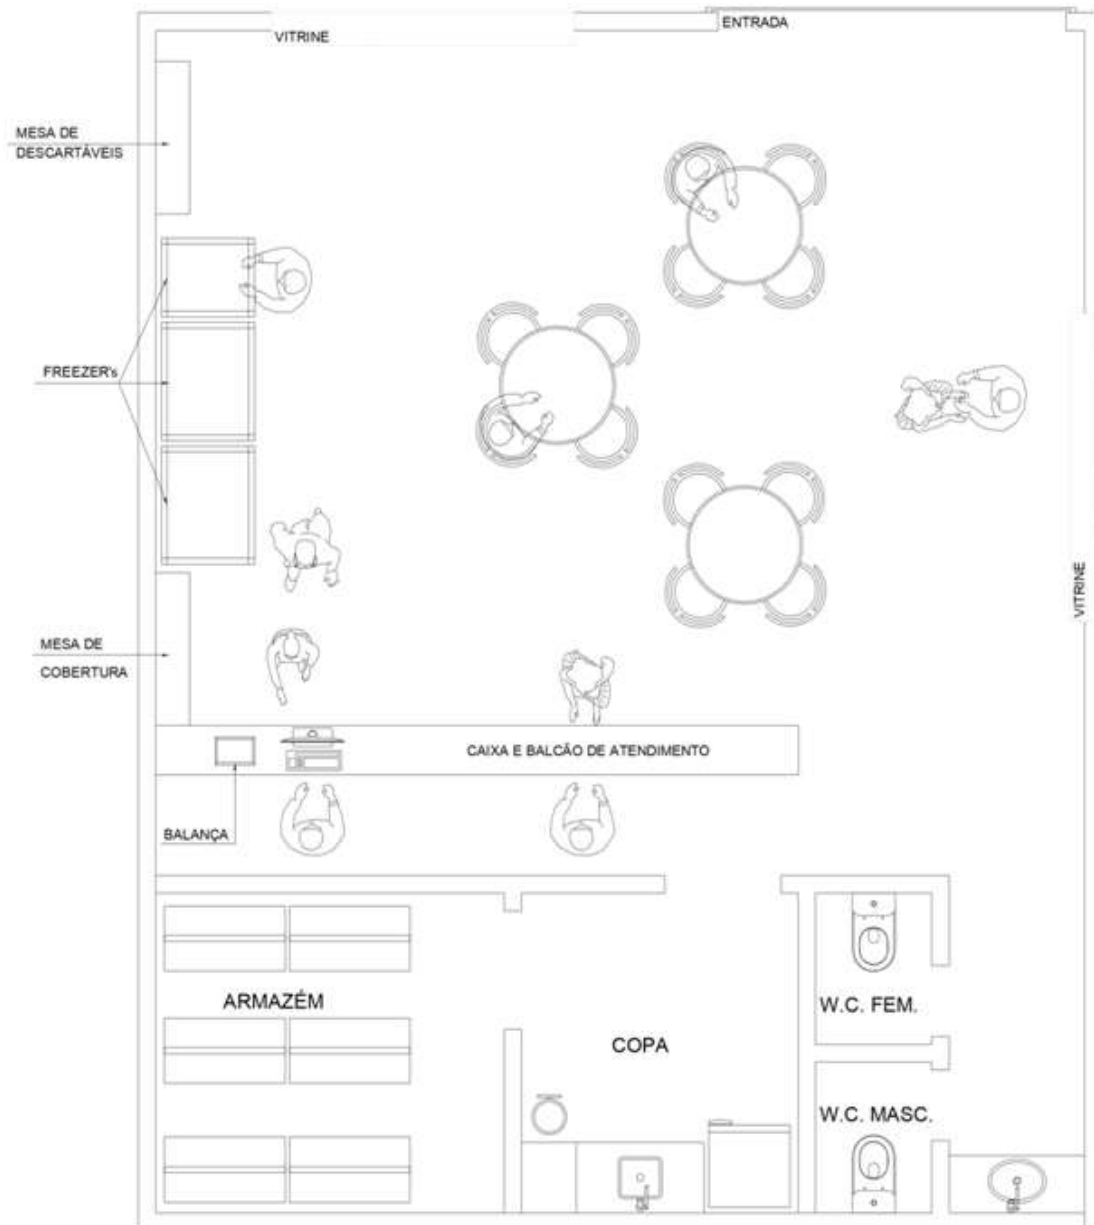 ENTRADA
VITRINE
MESA DE
DESCARTÁVEIS
FREEZER's
VITRINE
MESA DE
COBERTURA
CAIXA E BALCÃO DE ATENDIMENTO
BALANÇA
ARMAZÉM
W.C. FEM.
COPA
W.C. MASC.